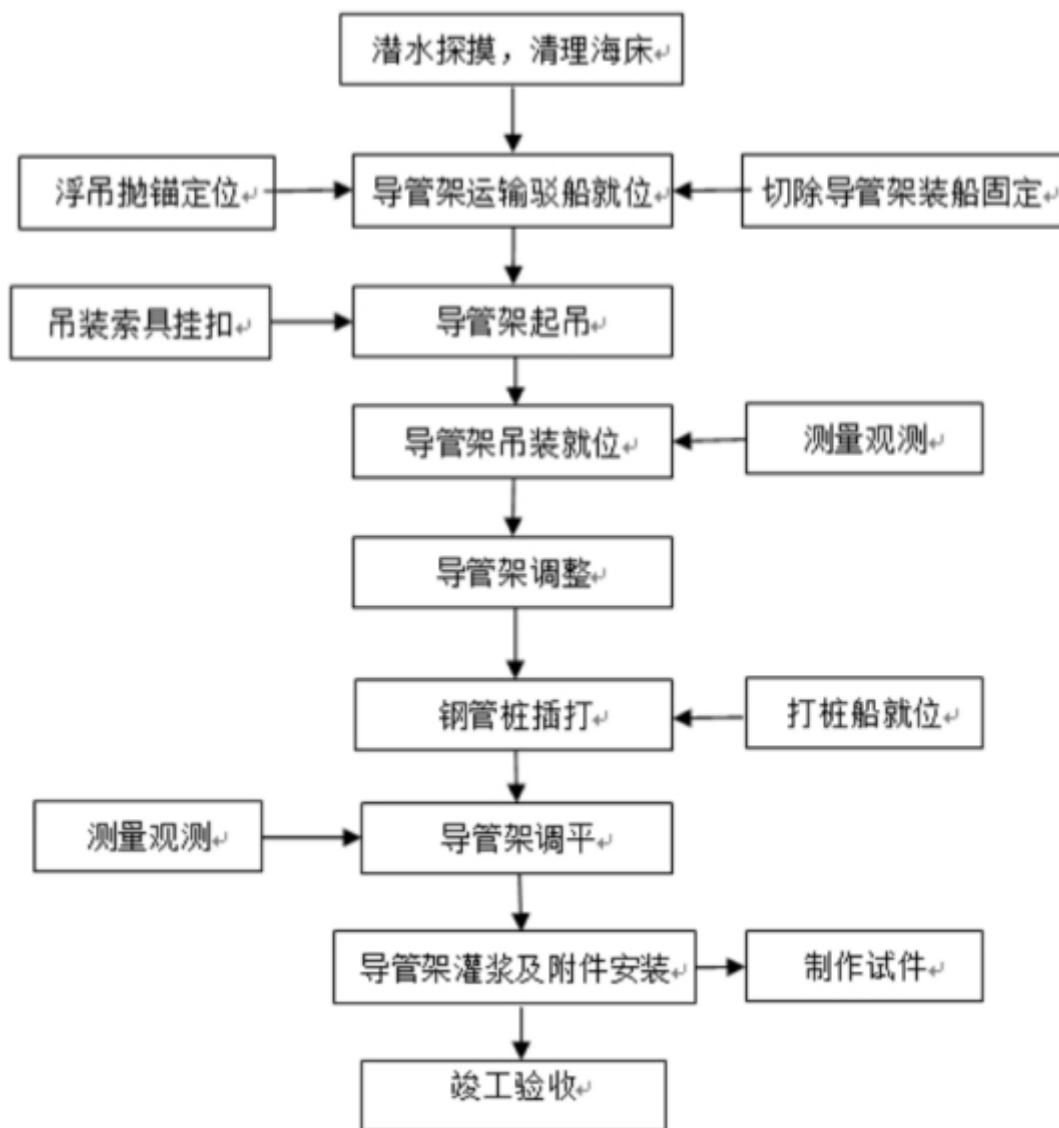 潜水探摸，清理海床
浮吊抛锚定位
导管架运输驳船就位
切除导管架装船固定
吊装索具挂扣
导管架起吊
导管架吊装就位
测量观测
导管架调整
钢管桩插打
打桩船就位
测量观测
导管架调平
导管架灌浆及附件安装
制作试件
竣工验收